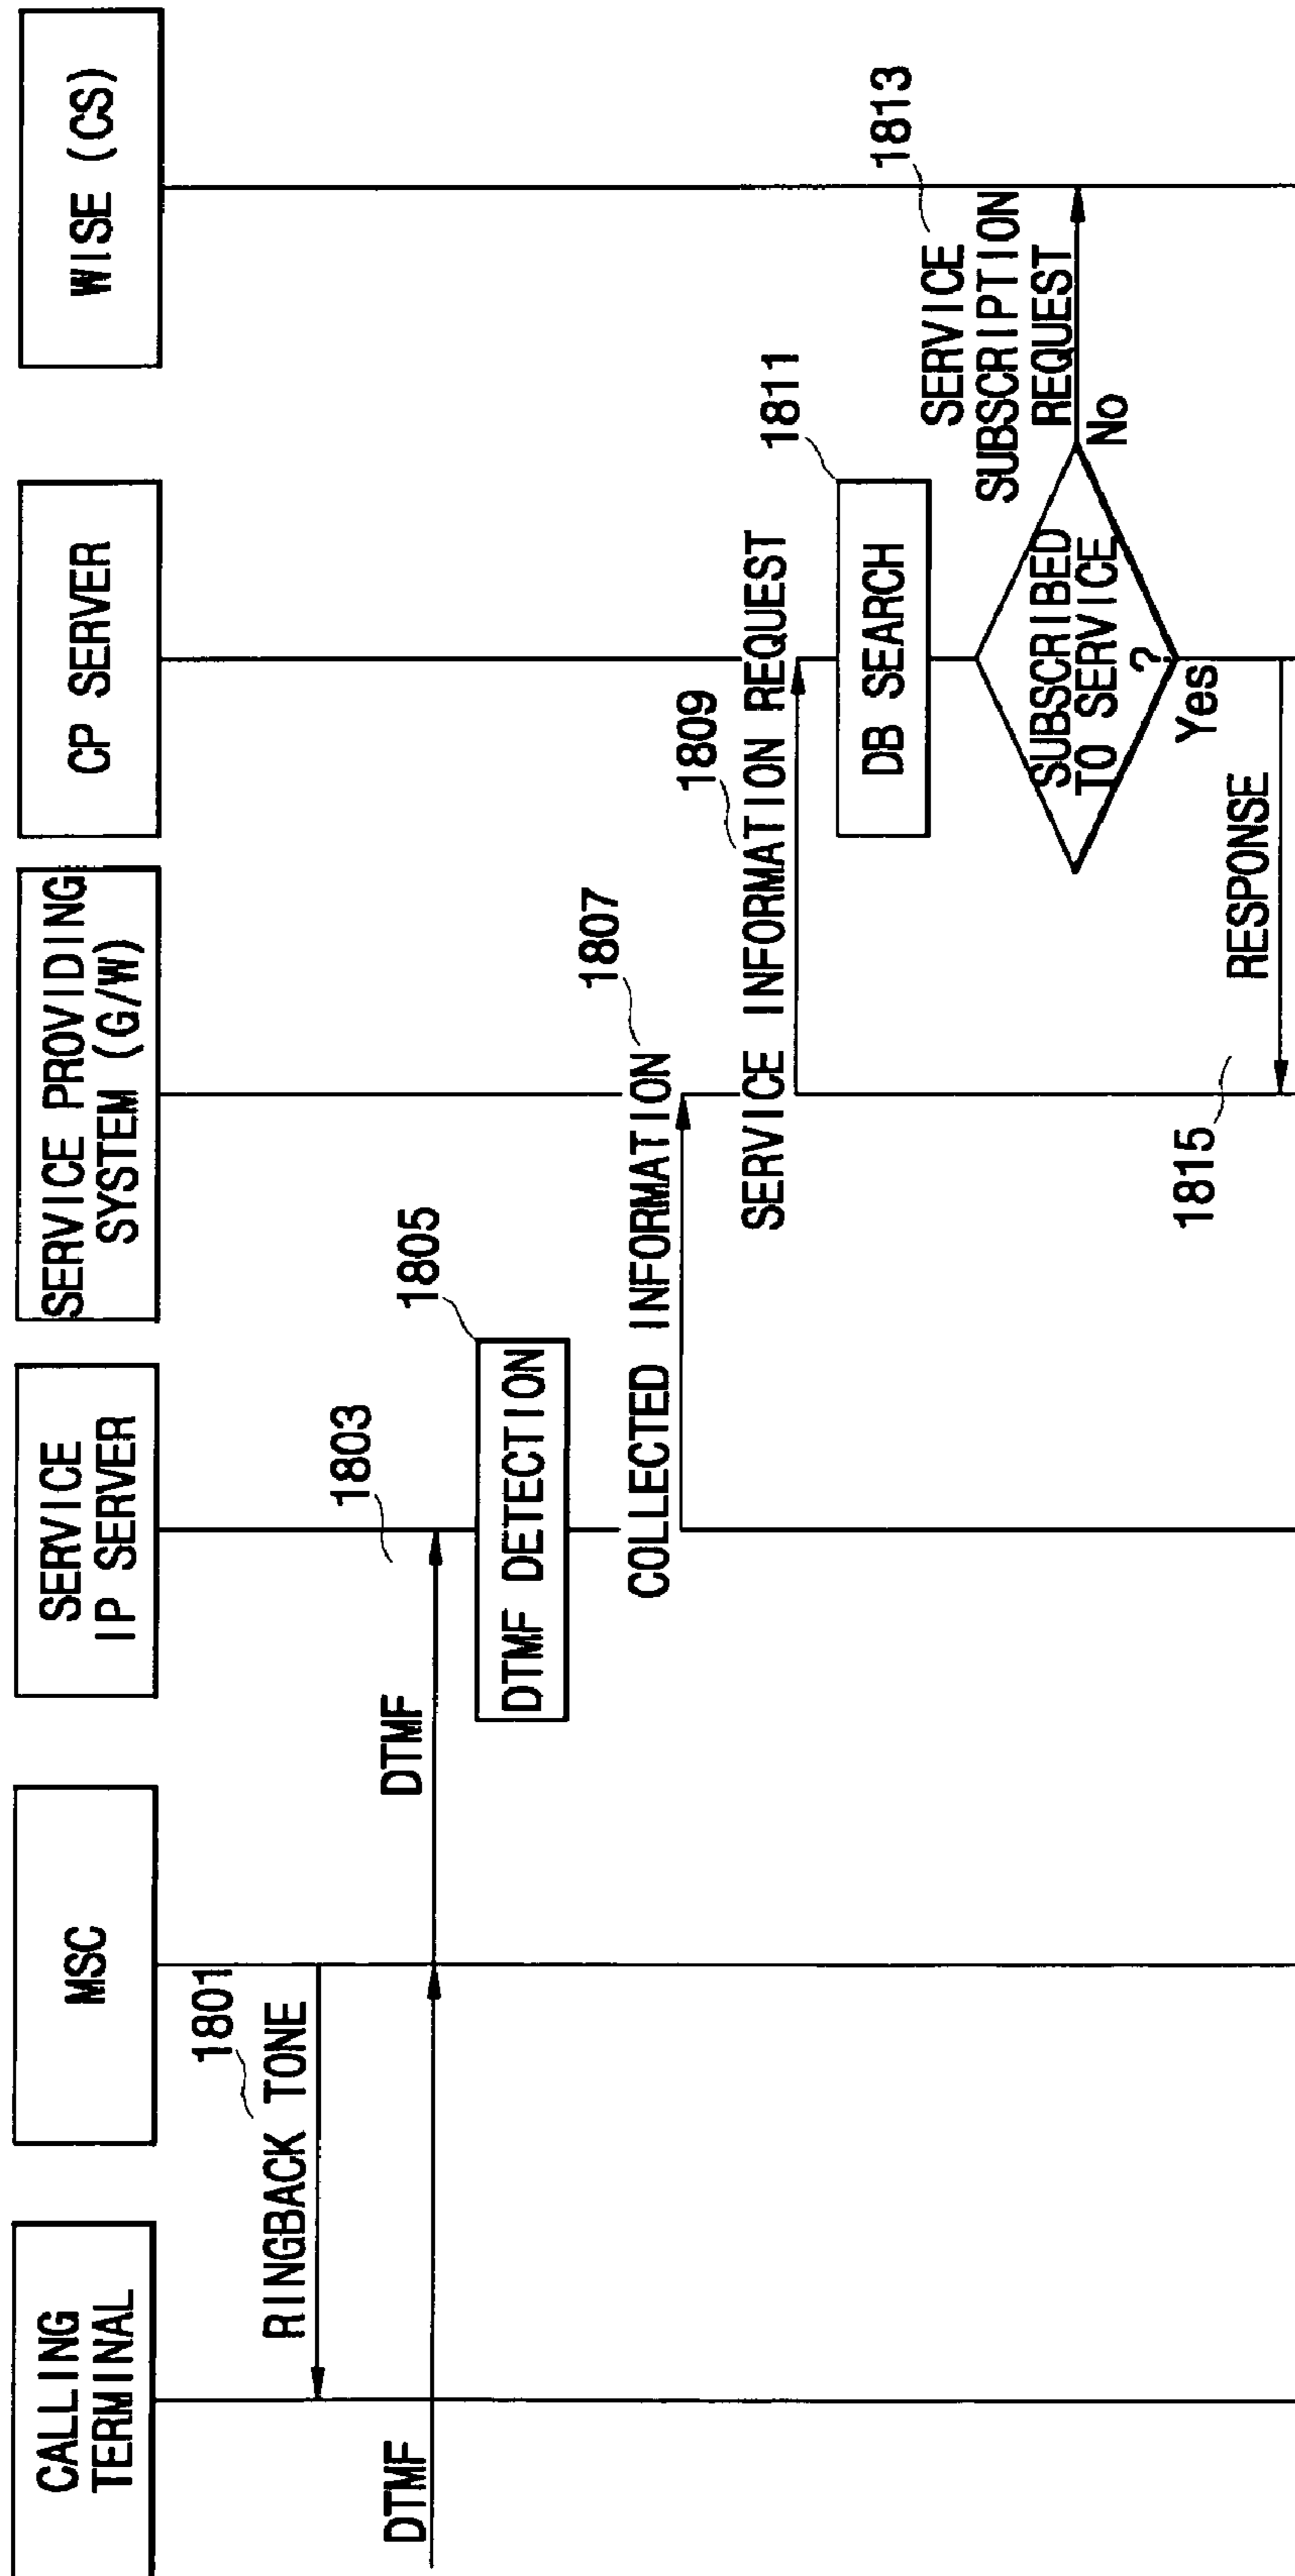 CALLING
TERMINAL
MSC
SERVICE
IP SERVER
SERVICE PROVIDING
SYSTEM (G/W)
CP SERVER
WISE (CS)
1801
RINGBACK TONE
DTMF
DTMF
1803
1805
DTMF DETECTION
1807
COLLECTED INFORMATION
1809
SERVICE INFORMATION REQUEST
1811
DB SEARCH
1813
SERVICE
SUBSCRIPTION
REQUEST
SUBSCRIBED
TO SERVICE
?
No
Yes
RESPONSE
1815